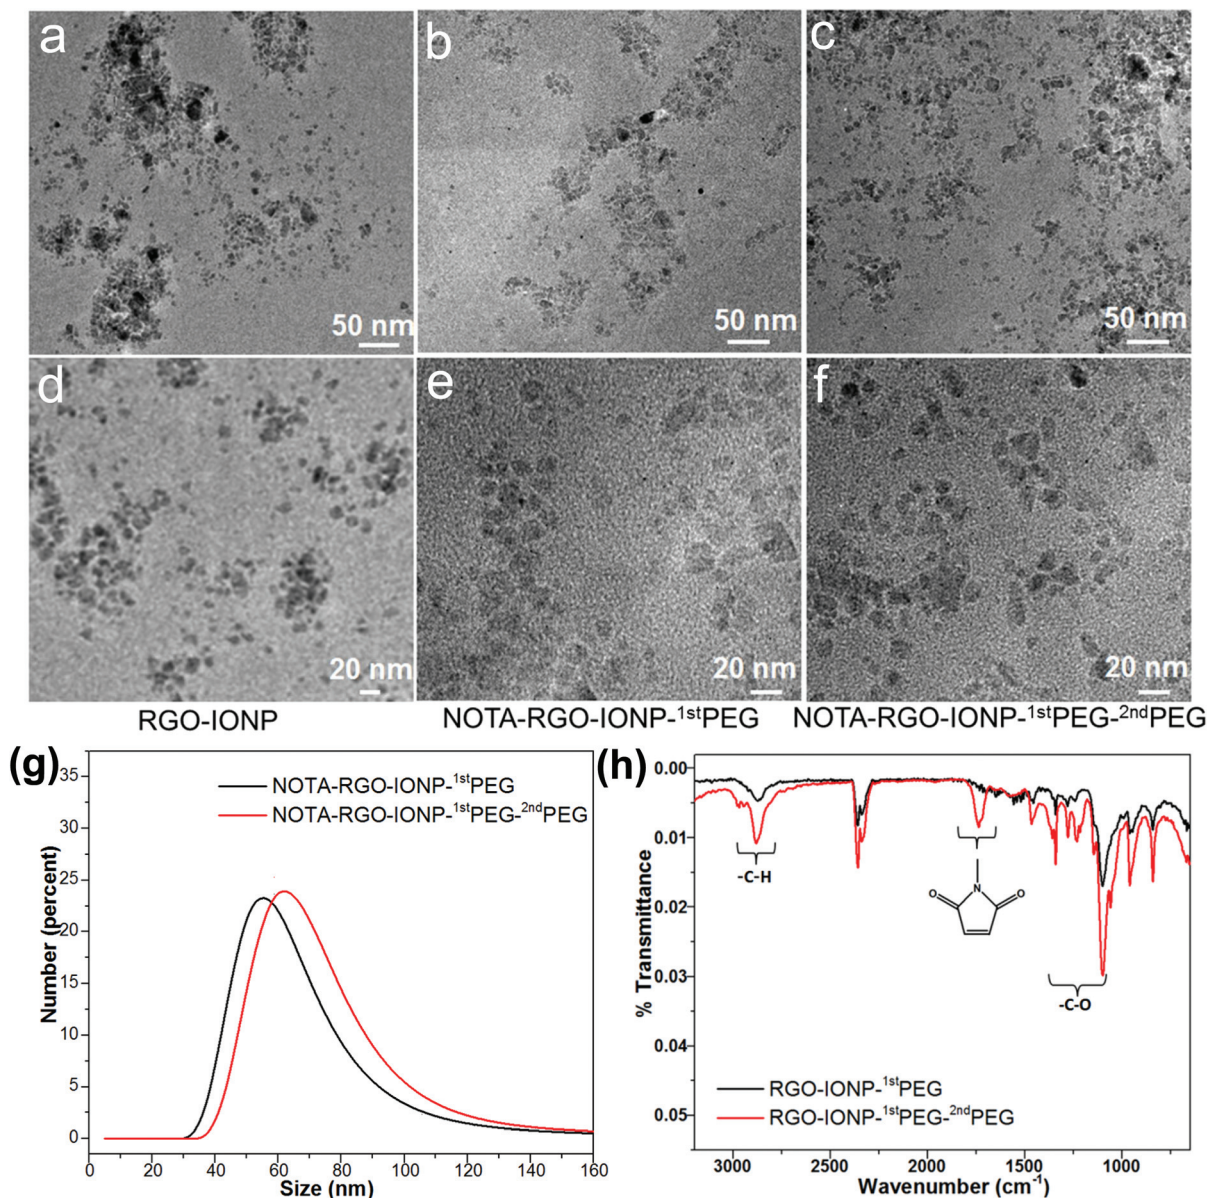 a
b
c
50 nm
50 nm
50 nm
d
e
f
20 nm
20 nm
20 nm
RGO-IONP
NOTA-RGO-IONP-1stPEG
NOTA-RGO-IONP-1stPEG-2ndPEG
(g)
NOTA-RGO-IONP-1stPEG
NOTA-RGO-IONP-1stPEG-2ndPEG
Number (percent)
35
30
25
20
15
10
5
0
0 20 40 60 80 100 120 140 160
Size (nm)
(h)
% Transmittance
0.00
0.01
0.02
0.03
0.04
0.05
-C-H
N
O O
-C-O
RGO-IONP-1stPEG
RGO-IONP-1stPEG-2ndPEG
3000 2500 2000 1500 1000
Wavenumber (cm-1)